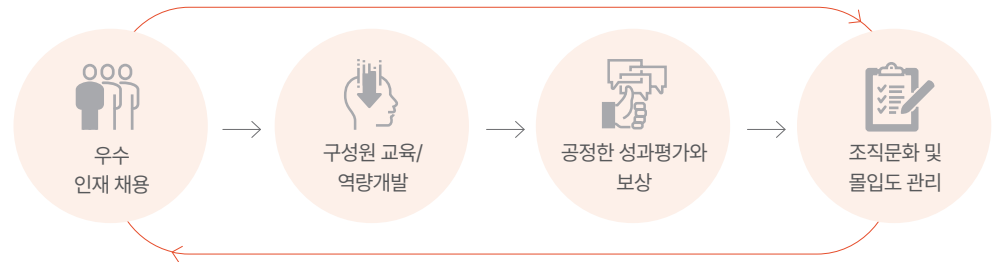 우수
인재 채용
구성원 교육/
역량개발
공정한 성과평가와
보상
조직문화 및
몰입도 관리